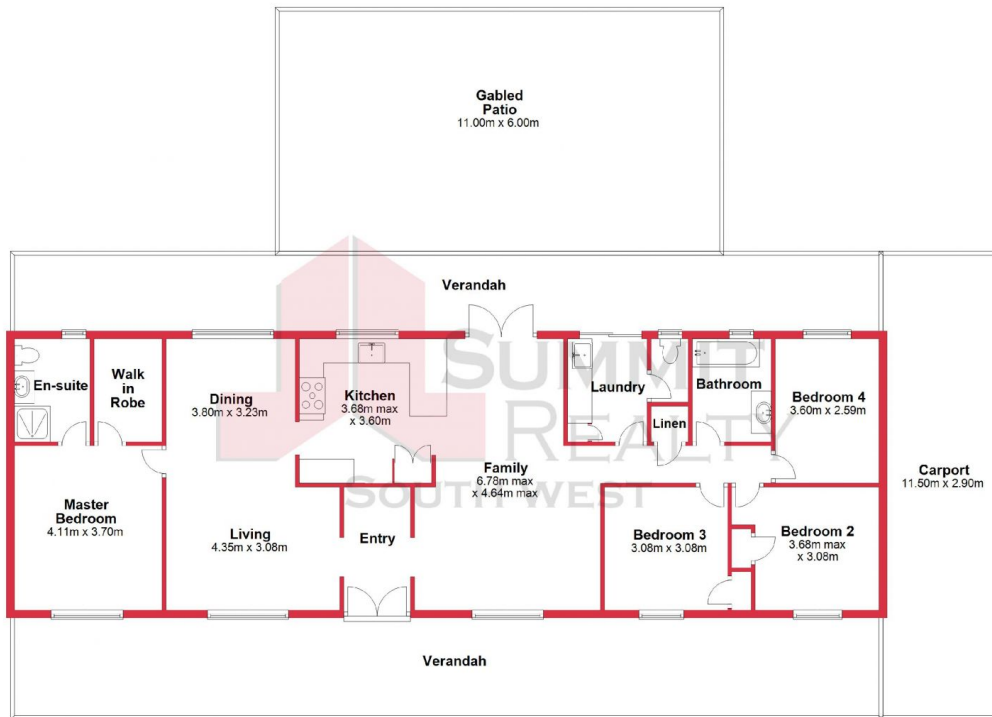 Gabled
Patio
11.00m x 6.00m
Verandah
En-suite
Walk
in
Robe
Dining
3.80m x 3.23m
Kitchen
3.68m max
x 3.60m
Laundry
Linen
Bathroom
Bedroom 4
3.60m x 2.59m
Carport
11.50m x 2.90m
Master
Bedroom
4.11m x 3.70m
Living
4.35m x 3.08m
Entry
Family
6.78m max
x 4.64m max
Bedroom 3
3.08m x 3.08m
Bedroom 2
3.68m max
x 3.08m
Verandah
SUMMIT
REALTY
SOUTH WEST